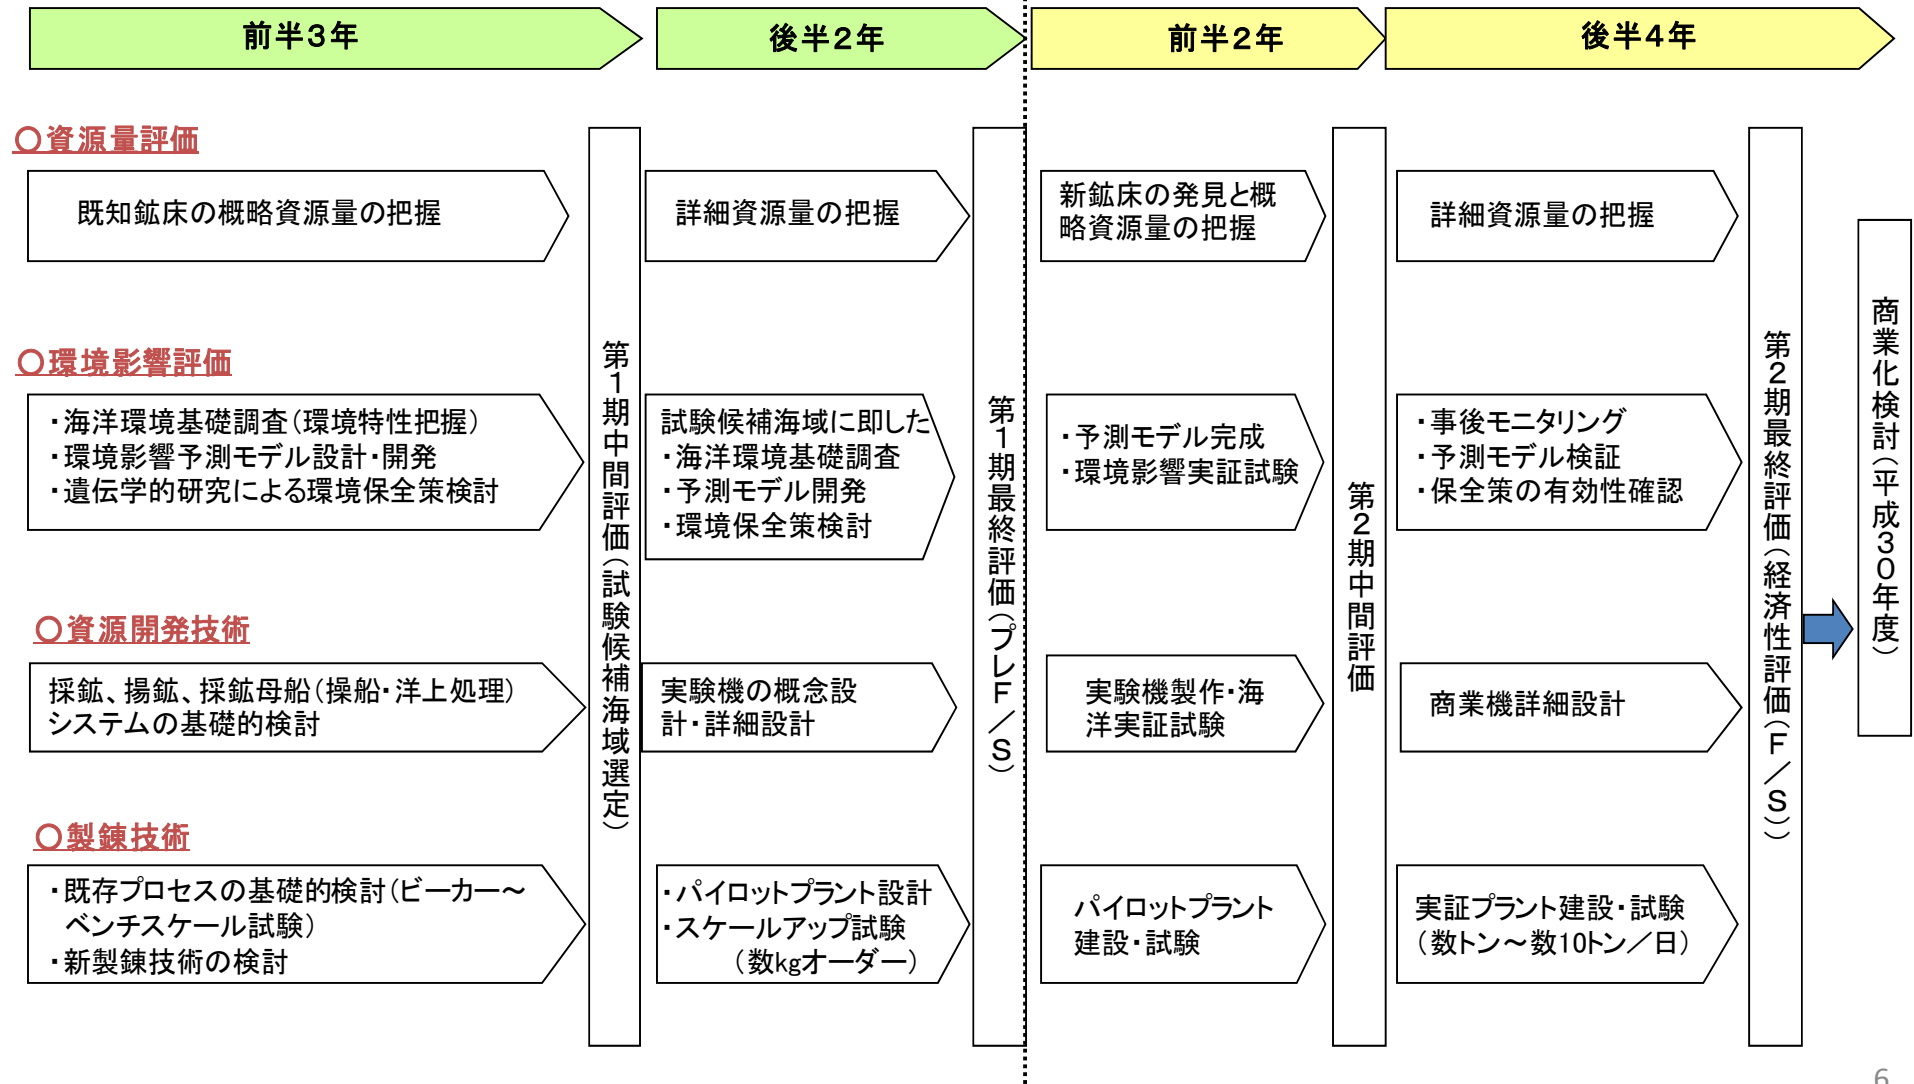 前半３年
後半２年
前半２年
後半４年
○資源量評価
既知鉱床の概略資源量の把握
詳細資源量の把握
新鉱床の発見と概
略資源量の把握
詳細資源量の把握
○環境影響評価
・海洋環境基礎調査（環境特性把握）
・環境影響予測モデル設計・開発
・遺伝学的研究による環境保全策検討
試験候補海域に即した
・海洋環境基礎調査
・予測モデル開発
・環境保全策検討
・予測モデル完成
・環境影響実証試験
・事後モニタリング
・予測モデル検証
・保全策の有効性確認
○資源開発技術
採鉱、揚鉱、採鉱母船（操船・洋上処理）
システムの基礎的検討
実験機の概念設
計・詳細設計
実験機製作・海
洋実証試験
商業機詳細設計
○製錬技術
・既存プロセスの基礎的検討（ビーカー～
ベンチスケール試験）
・新製錬技術の検討
・パイロットプラント設計
・スケールアップ試験
（数kgオーダー）
パイロットプラント
建設・試験
実証プラント建設・試験
（数トン～数10トン／日）
第１期中間評価（試験候補海域選定）
第１期最終評価（プレＦ／Ｓ）
第２期中間評価
第２期最終評価（経済性評価（Ｆ／Ｓ））
商業化検討（平成３０年度）
6